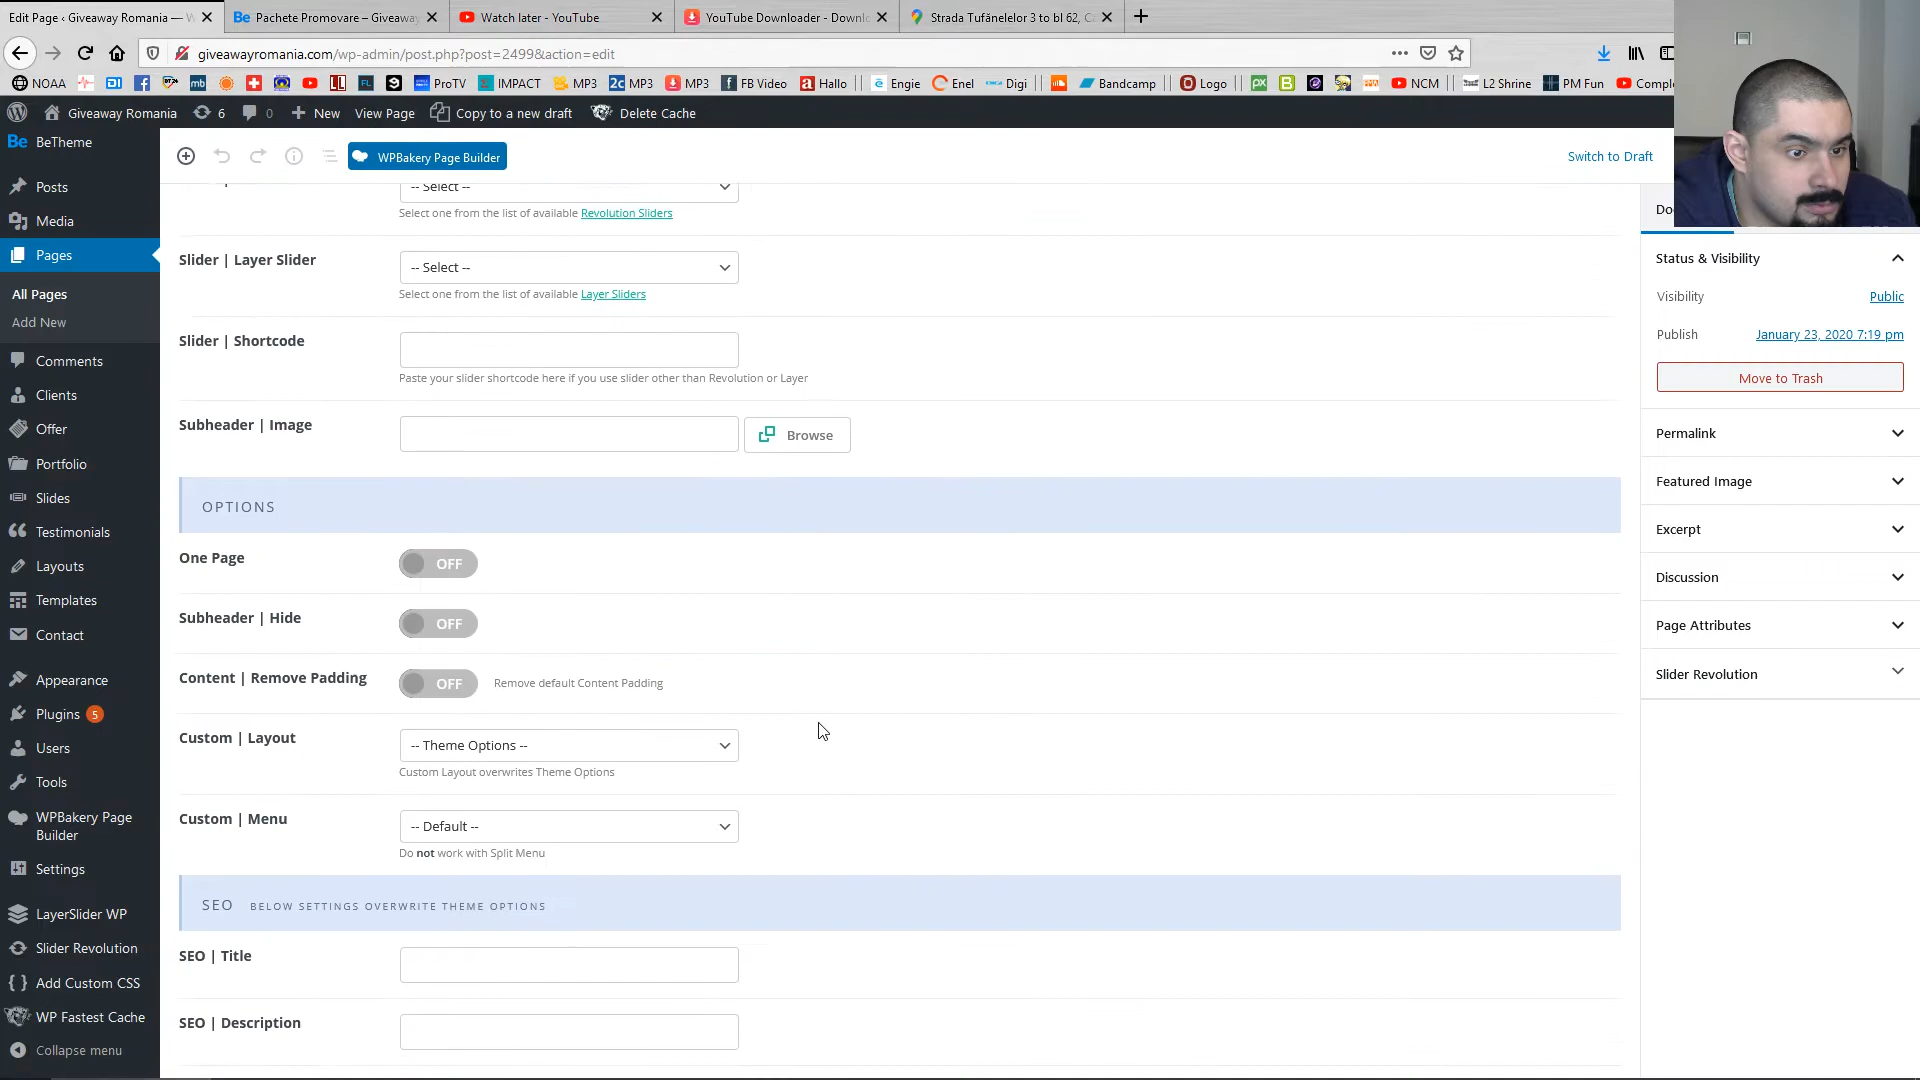 Edit Page ‹ Giveaway Romania — W
Pachete Promovare – Giveaway
Watch later - YouTube
YouTube Downloader - Downl
Strada Tufănelelor 3 to bl 62, C
giveawayromania.com/wp-admin/post.php?post=2499&action=edit
NOAA
mb
LL
FL
ProTV
IMPACT
MP3
2c MP3
MP3
FB Video
Hallo
Engie
Enel
Digi
Bandcamp
Logo
px
B
NCM
L2 Shrine
PM Fun
Comple
Giveaway Romania
6
0
New
View Page
Copy to a new draft
Delete Cache
Be BeTheme
Posts
Media
Pages
All Pages
Add New
Comments
Clients
Offer
Portfolio
Slides
Testimonials
Layouts
Templates
Contact
Appearance
Plugins 5
Users
Tools
WPBakery Page
Builder
Settings
LayerSlider WP
Slider Revolution
Add Custom CSS
WP Fastest Cache
Collapse menu
WPBakery Page Builder
Switch to Draft
-- Select --
Select one from the list of available Revolution Sliders
Slider | Layer Slider
-- Select --
Select one from the list of available Layer Sliders
Slider | Shortcode
Paste your slider shortcode here if you use slider other than Revolution or Layer
Subheader | Image
Browse
OPTIONS
One Page
OFF
Subheader | Hide
OFF
Content | Remove Padding
OFF
Remove default Content Padding
Custom | Layout
-- Theme Options --
Custom Layout overwrites Theme Options
Custom | Menu
-- Default --
Do not work with Split Menu
SEO BELOW SETTINGS OVERWRITE THEME OPTIONS
SEO | Title
SEO | Description
Do
Status & Visibility
Visibility
Public
Publish
January 23, 2020 7:19 pm
Move to Trash
Permalink
Featured Image
Excerpt
Discussion
Page Attributes
Slider Revolution